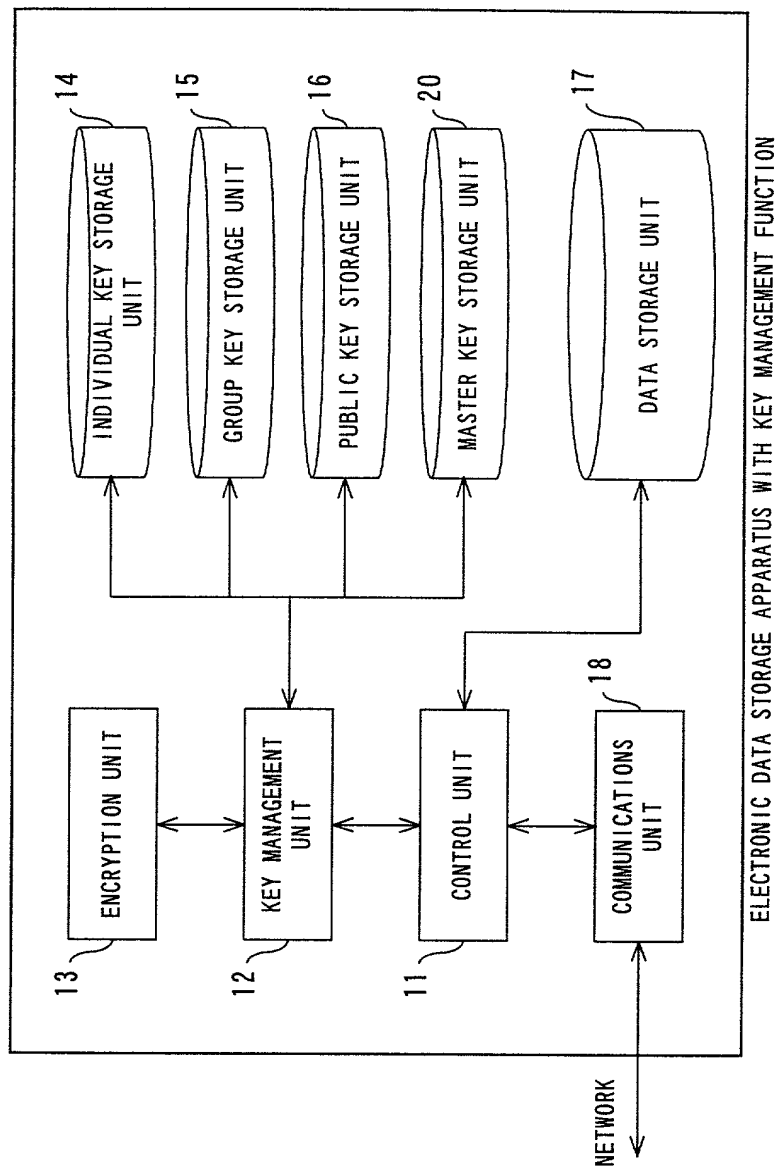 13
ENCRYPTION UNIT
12
KEY MANAGEMENT
UNIT
11
CONTROL UNIT
18
COMMUNICATIONS
UNIT
NETWORK
14
INDIVIDUAL KEY STORAGE
UNIT
15
GROUP KEY STORAGE UNIT
16
PUBLIC KEY STORAGE UNIT
20
MASTER KEY STORAGE UNIT
17
DATA STORAGE UNIT
ELECTRONIC DATA STORAGE APPARATUS WITH KEY MANAGEMENT FUNCTION